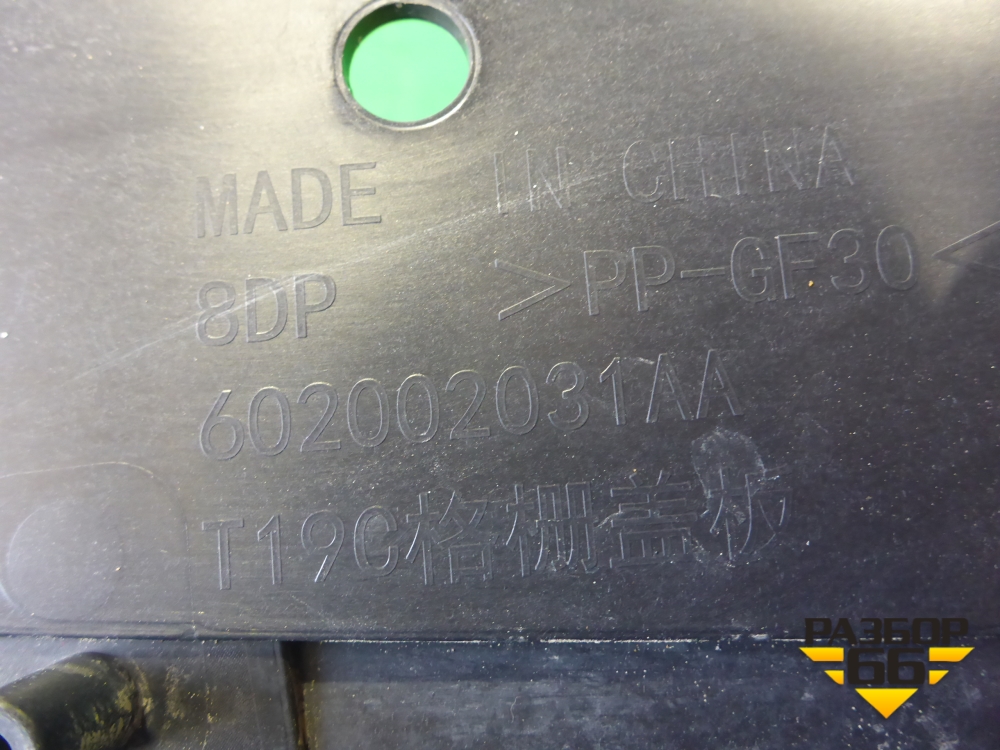 MADE IN CHINA
8DP >PP-GF30<
602002031AA
T19C格栅盖板
РАЗБОР
66